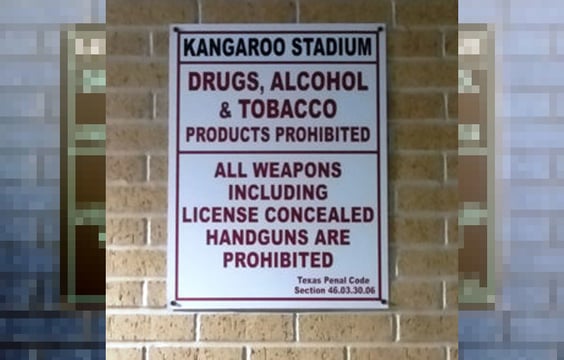 KANGAROO STADIUM
DRUGS, ALCOHOL
& TOBACCO
PRODUCTS PROHIBITED
ALL WEAPONS
INCLUDING
LICENSE CONCEALED
HANDGUNS ARE
PROHIBITED
Texas Penal Code
Section 46.03.30.06